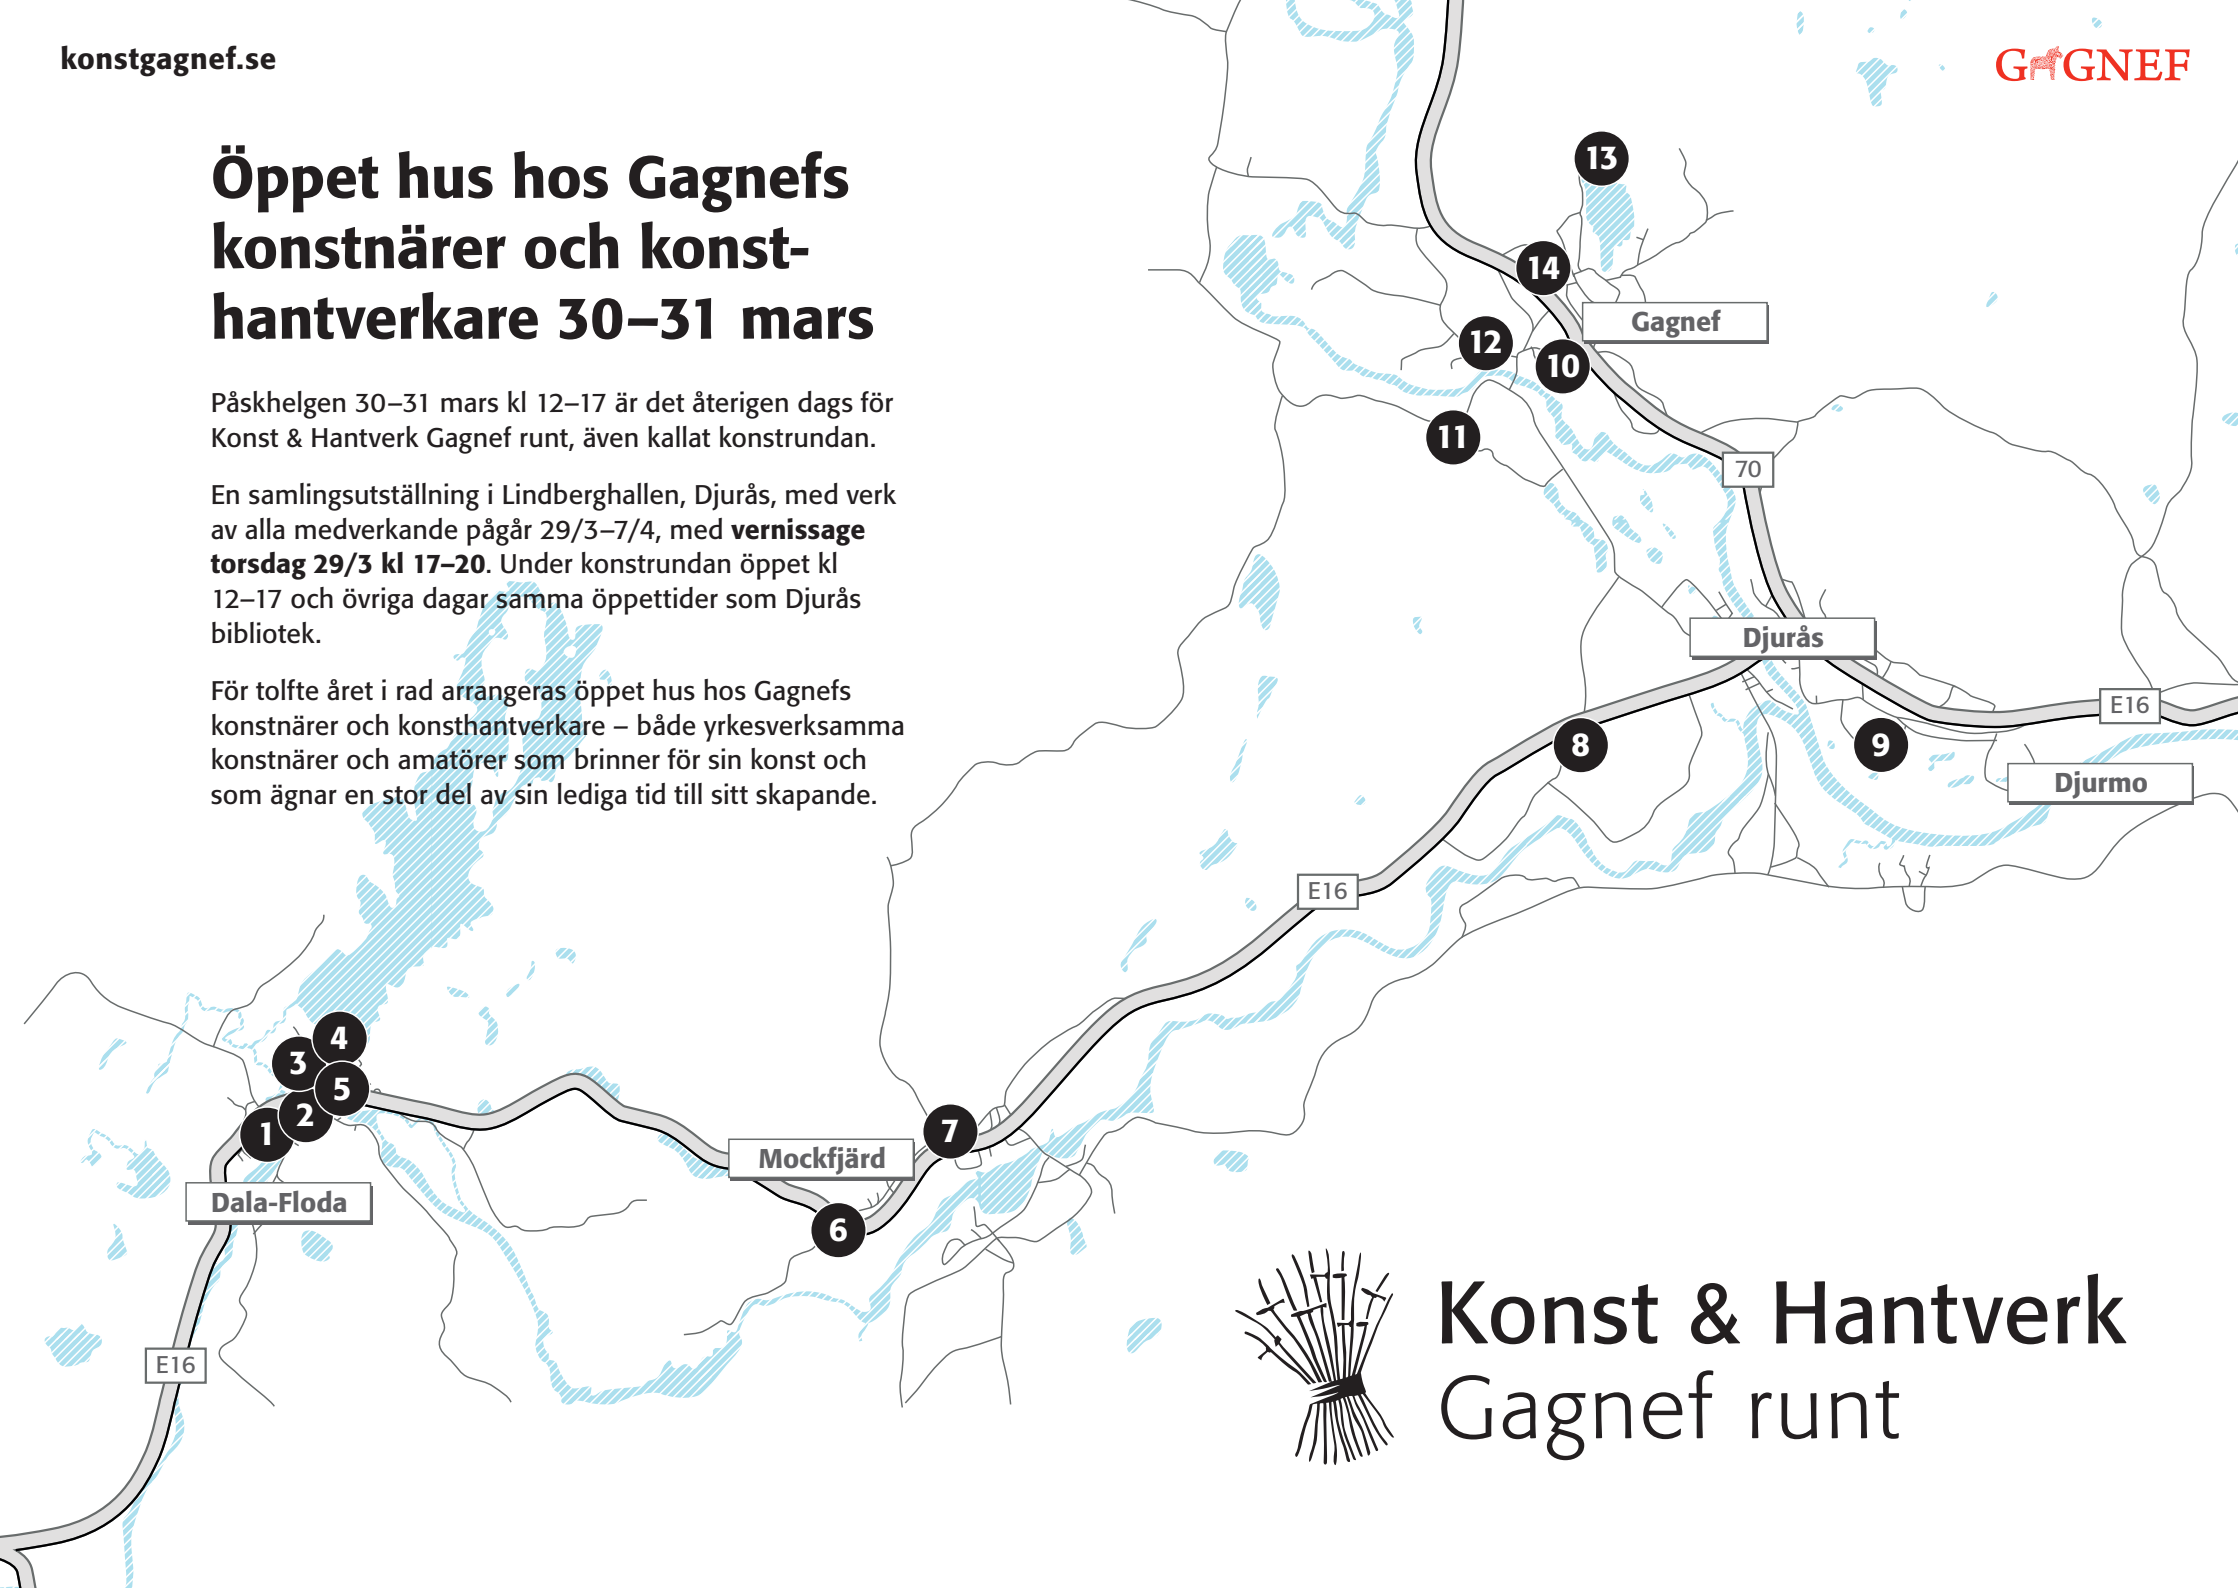 konstgagnef.se
GAGNEF
Öppet hus hos Gagnefs
konstnärer och konst-
hantverkare 30–31 mars
Påskhelgen 30–31 mars kl 12–17 är det återigen dags för
Konst & Hantverk Gagnef runt, även kallat konstrundan.
En samlingsutställning i Lindberghallen, Djurås, med verk
av alla medverkande pågår 29/3–7/4, med vernissage
torsdag 29/3 kl 17–20. Under konstrundan öppet kl
12–17 och övriga dagar samma öppettider som Djurås
bibliotek.
För tolfte året i rad arrangeras öppet hus hos Gagnefs
konstnärer och konsthantverkare – både yrkesverksamma
konstnärer och amatörer som brinner för sin konst och
som ägnar en stor del av sin lediga tid till sitt skapande.
13
14
Gagnef
12
10
11
70
Djurås
E16
8
9
Djurmo
E16
4
3
5
2
1
7
Mockfjärd
Dala-Floda
6
E16
Konst & Hantverk
Gagnef runt